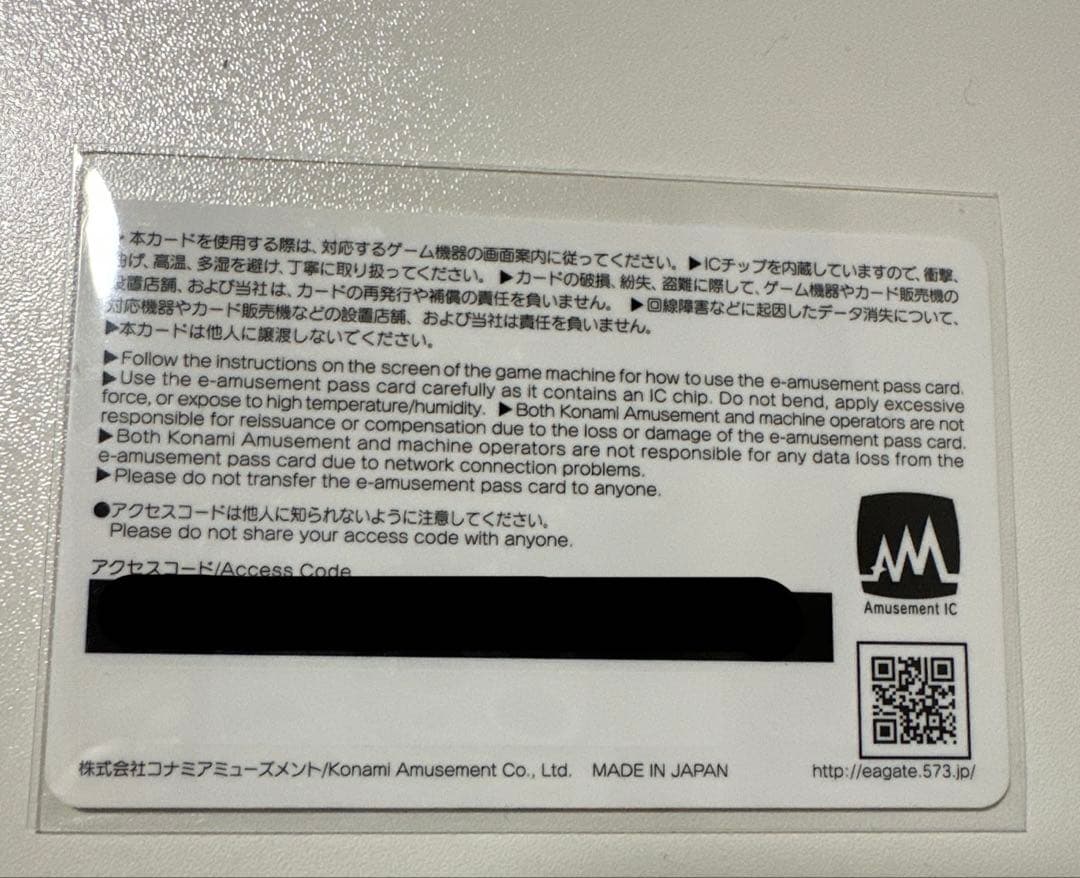 本カードを使用する際は、対応するゲーム機器の画面案内に従ってください。▶ICチップを内蔵していますので、衝撃、
曲げ、高温、多湿を避け、丁寧に取り扱ってください。▶カードの破損、紛失、盗難に際して、ゲーム機器やカード販売機の
設置店舗、および当社は、カードの再発行や補償の責任を負いません。▶回線障害などに起因したデータ消失について、
対応機器やカード販売機などの設置店舗、および当社は責任を負いません。
▶本カードは他人に譲渡しないでください。
▶Follow the instructions on the screen of the game machine for how to use the e-amusement pass card.
▶Use the e-amusement pass card carefully as it contains an IC chip. Do not bend, apply excessive
force, or expose to high temperature/humidity. ▶Both Konami Amusement and machine operators are not
responsible for reissuance or compensation due to the loss or damage of the e-amusement pass card.
▶Both Konami Amusement and machine operators are not responsible for any data loss from the
e-amusement pass card due to network connection problems.
▶Please do not transfer the e-amusement pass card to anyone.
●アクセスコードは他人に知られないように注意してください。
Please do not share your access code with anyone.
アクセスコード/Access Code
Amusement IC
株式会社コナミアミューズメント/Konami Amusement Co., Ltd. MADE IN JAPAN
http://eagate.573.jp/